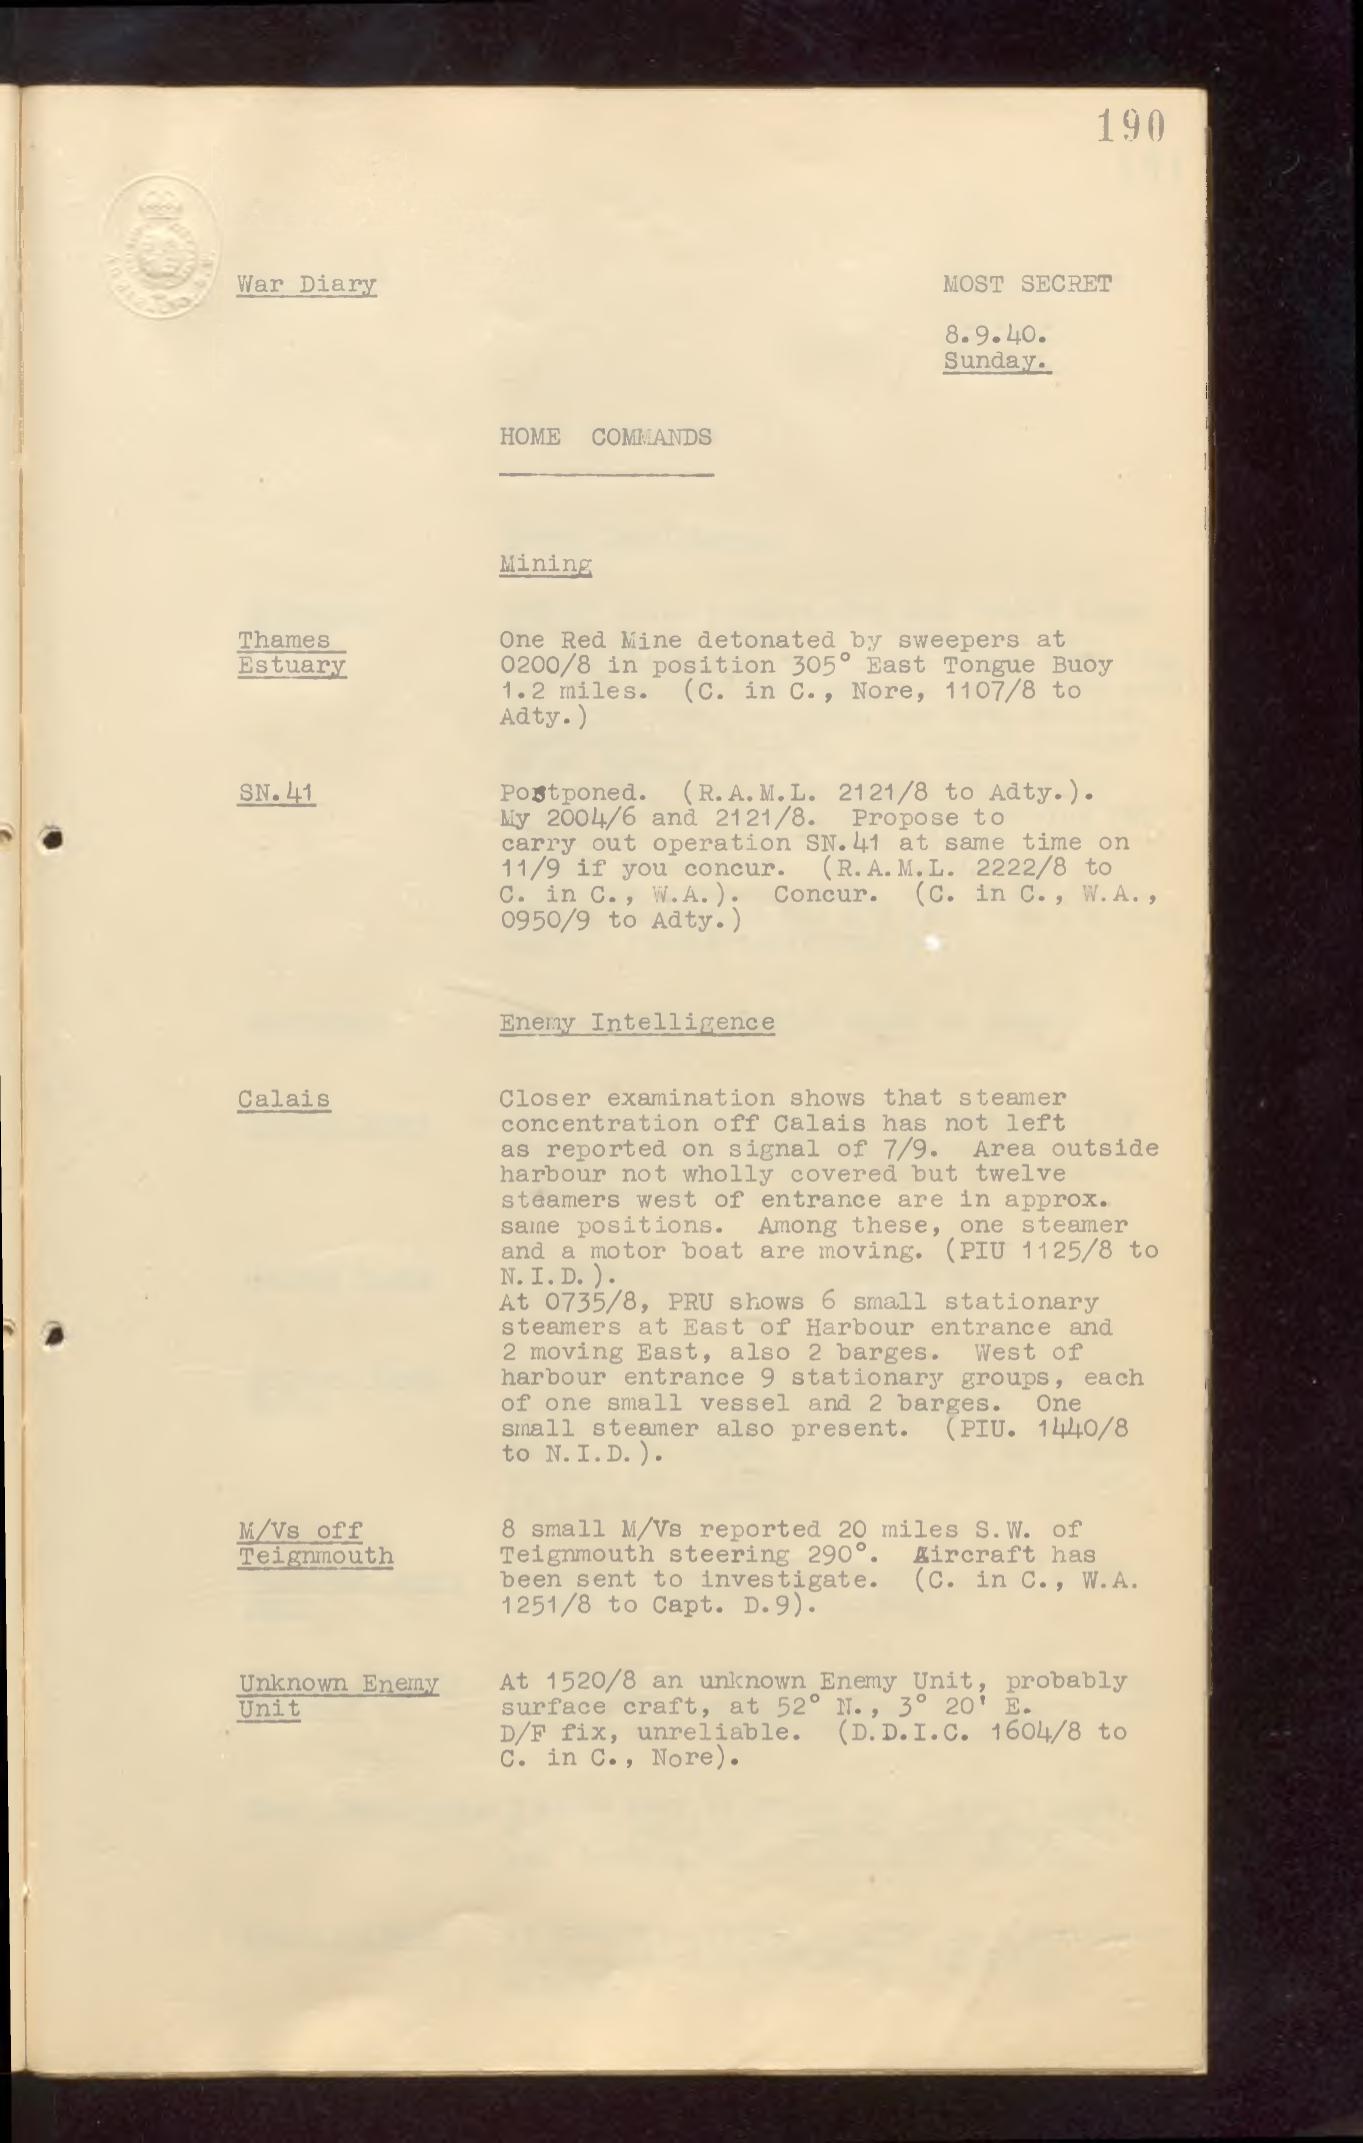 190
War Diary
MOST SECRET
8.9.40.
Sunday.
HOME COMMANDS
Mining
Thames
Estuary
One Red Mine detonated by sweepers at
0200/8 in position 305° East Tongue Buoy
1.2 miles. (C. in C., Nore, 1107/8 to
Adty.)
SN.41
Postponed. (R.A.M.L. 2121/8 to Adty.).
My 2004/6 and 2121/8. Propose to
carry out operation SN.41 at same time on
11/9 if you concur. (R.A.M.L. 2222/8 to
C. in C., W.A.). Concur. (C. in C., W.A.,
0950/9 to Adty.)
Enemy Intelligence
Calais
Closer examination shows that steamer
concentration off Calais has not left
as reported on signal of 7/9. Area outside
harbour not wholly covered but twelve
steamers west of entrance are in approx.
same positions. Among these, one steamer
and a motor boat are moving. (PIU 1125/8 to
N.I.D.).
At 0735/8, PRU shows 6 small stationary
steamers at East of Harbour entrance and
2 moving East, also 2 barges. West of
harbour entrance 9 stationary groups, each
of one small vessel and 2 barges. One
small steamer also present. (PIU. 1440/8
to N.I.D.).
M/Vs off
Teignmouth
8 small M/Vs reported 20 miles S.W. of
Teignmouth steering 290°. Aircraft has
been sent to investigate. (C. in C., W.A.
1251/8 to Capt. D.9).
Unknown Enemy
Unit
At 1520/8 an unknown Enemy Unit, probably
surface craft, at 52° N., 3° 20' E.
D/F fix, unreliable. (D.D.I.C. 1604/8 to
C. in C., Nore).